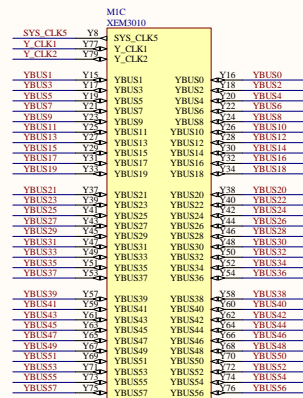 M1C
XEM3010
SYS_CLK5 Y8 SYS_CLK5
Y_CLK1 Y77 Y_CLK1
Y_CLK2 Y79 Y_CLK2
YBUS1 Y15 YBUS1 YBUS0 Y16 YBUS0
YBUS3 Y17 YBUS3 YBUS2 Y18 YBUS2
YBUS5 Y19 YBUS5 YBUS4 Y20 YBUS4
YBUS7 Y21 YBUS7 YBUS6 Y22 YBUS6
YBUS9 Y23 YBUS9 YBUS8 Y24 YBUS8
YBUS11 Y25 YBUS11 YBUS10 Y26 YBUS10
YBUS13 Y27 YBUS13 YBUS12 Y28 YBUS12
YBUS15 Y29 YBUS15 YBUS14 Y30 YBUS14
YBUS17 Y31 YBUS17 YBUS16 Y32 YBUS16
YBUS19 Y33 YBUS19 YBUS18 Y34 YBUS18
YBUS21 Y37 YBUS21 YBUS20 Y38 YBUS20
YBUS23 Y39 YBUS23 YBUS22 Y40 YBUS22
YBUS25 Y41 YBUS25 YBUS24 Y42 YBUS24
YBUS27 Y43 YBUS27 YBUS26 Y44 YBUS26
YBUS29 Y45 YBUS29 YBUS28 Y46 YBUS28
YBUS31 Y47 YBUS31 YBUS30 Y48 YBUS30
YBUS33 Y49 YBUS33 YBUS32 Y50 YBUS32
YBUS35 Y51 YBUS35 YBUS34 Y52 YBUS34
YBUS37 Y53 YBUS37 YBUS36 Y54 YBUS36
YBUS39 Y57 YBUS39 YBUS38 Y58 YBUS38
YBUS41 Y59 YBUS41 YBUS40 Y60 YBUS40
YBUS43 Y61 YBUS43 YBUS42 Y62 YBUS42
YBUS45 Y63 YBUS45 YBUS44 Y64 YBUS44
YBUS47 Y65 YBUS47 YBUS46 Y66 YBUS46
YBUS49 Y67 YBUS49 YBUS48 Y68 YBUS48
YBUS51 Y69 YBUS51 YBUS50 Y70 YBUS50
YBUS53 Y71 YBUS53 YBUS52 Y72 YBUS52
YBUS55 Y73 YBUS55 YBUS54 Y74 YBUS54
YBUS57 Y75 YBUS57 YBUS56 Y76 YBUS56